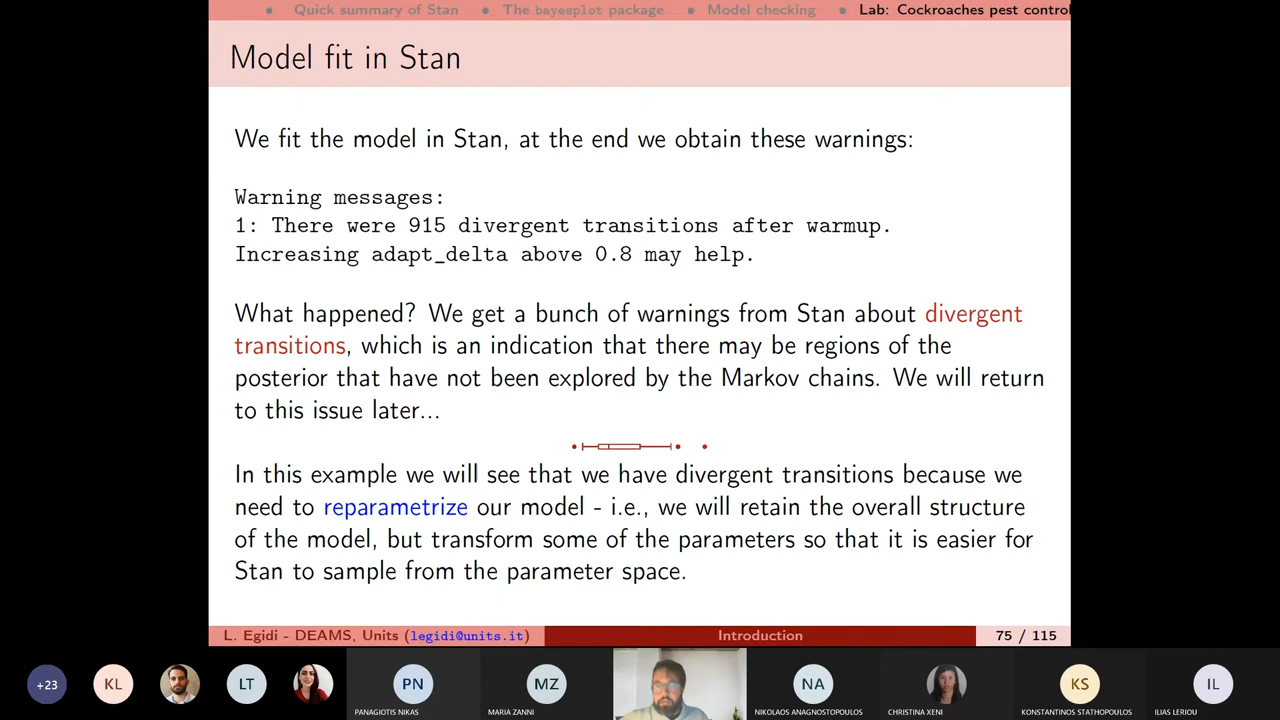 • Quick summary of Stan • The bayesplot package • Model checking • Lab: Cockroaches pest control
Model fit in Stan
We fit the model in Stan, at the end we obtain these warnings:
Warning messages:
1: There were 915 divergent transitions after warmup.
Increasing adapt_delta above 0.8 may help.
What happened? We get a bunch of warnings from Stan about divergent
transitions, which is an indication that there may be regions of the
posterior that have not been explored by the Markov chains. We will return
to this issue later...
In this example we will see that we have divergent transitions because we
need to reparametrize our model - i.e., we will retain the overall structure
of the model, but transform some of the parameters so that it is easier for
Stan to sample from the parameter space.
L. Egidi - DEAMS, Units (legidi@units.it) Introduction 75 / 115
+23 KL LT PN MZ NA KS IL
PANAGIOTIS NIKAS MARIA ZANNI NIKOLAOS ANAGNOSTOPOULOS CHRISTINA XENI KONSTANTINOS STATHOPOULOS ILIAS LERIOU